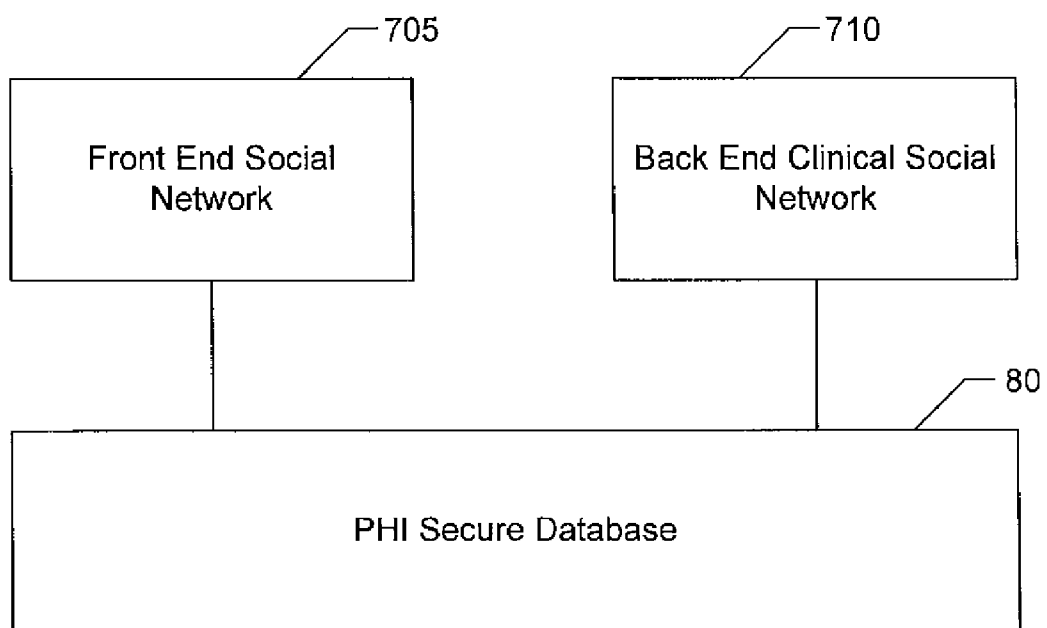 705
710
Front End Social
Network
Back End Clinical Social
Network
80
PHI Secure Database